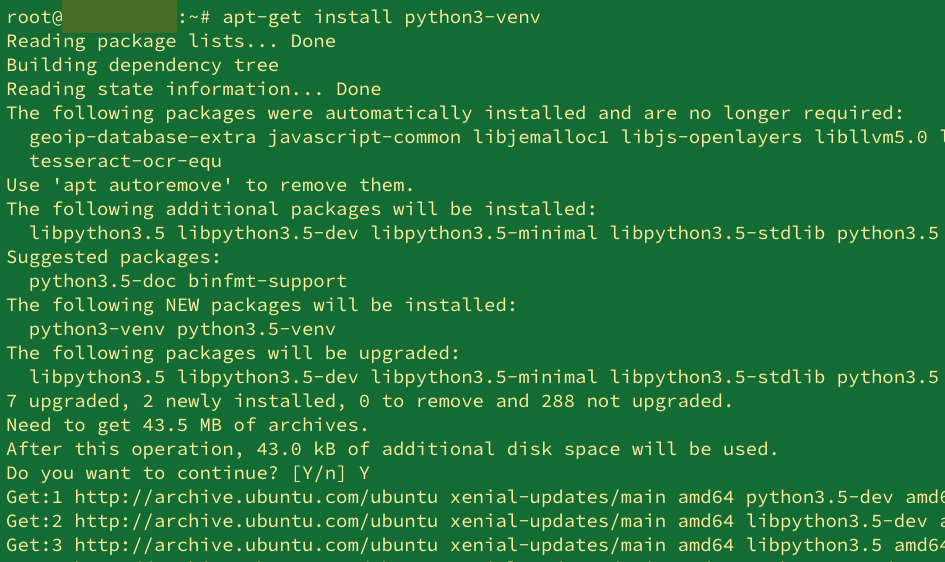 root@ :~# apt-get install python3-venv
Reading package lists... Done
Building dependency tree
Reading state information... Done
The following packages were automatically installed and are no longer required:
  geoip-database-extra javascript-common libjemalloc1 libjs-openlayers libllvm5.0
  tesseract-ocr-equ
Use 'apt autoremove' to remove them.
The following additional packages will be installed:
  libpython3.5 libpython3.5-dev libpython3.5-minimal libpython3.5-stdlib python3.5
Suggested packages:
  python3.5-doc binfmt-support
The following NEW packages will be installed:
  python3-venv python3.5-venv
The following packages will be upgraded:
  libpython3.5 libpython3.5-dev libpython3.5-minimal libpython3.5-stdlib python3.5
7 upgraded, 2 newly installed, 0 to remove and 288 not upgraded.
Need to get 43.5 MB of archives.
After this operation, 43.0 kB of additional disk space will be used.
Do you want to continue? [Y/n] Y
Get:1 http://archive.ubuntu.com/ubuntu xenial-updates/main amd64 python3.5-dev
Get:2 http://archive.ubuntu.com/ubuntu xenial-updates/main amd64 libpython3.5-dev
Get:3 http://archive.ubuntu.com/ubuntu xenial-updates/main amd64 libpython3.5 amd64